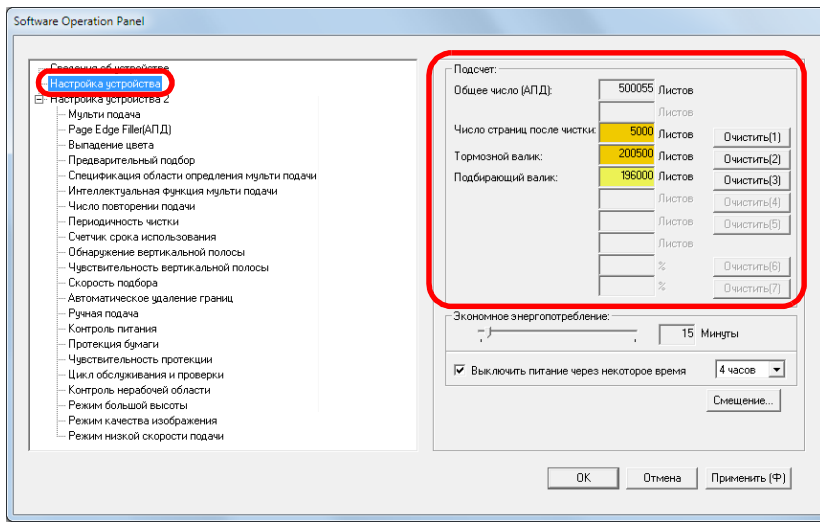 Software Operation Panel
Сведения об устройстве
Настройка устройства
Настройка устройства 2
Мульти подача
Page Edge Filler(АПД)
Выпадение цвета
Предварительный подбор
Спецификация области опредления мульти подачи
Интеллектуальная функция мульти подачи
Число повторении подачи
Периодичность чистки
Счетчик срока использования
Обнаружение вертикальной полосы
Чувствительность вертикальной полосы
Скорость подбора
Автоматическое удаление границ
Ручная подача
Контроль питания
Протекция бумаги
Чувствительность протекции
Цикл обслуживания и проверки
Контроль нерабочей области
Режим большой высоты
Режим качества изображения
Режим низкой скорости подачи
Подсчет:
Общее число (АПД): 500055 Листов
Листов
Число страниц после чистки: 5000 Листов Очистить(1)
Тормозной валик: 200500 Листов Очистить(2)
Подбирающий валик: 196000 Листов Очистить(3)
Листов Очистить(4)
Листов Очистить(5)
Листов
% Очистить(6)
% Очистить(7)
Экономное энергопотребление:
15 Минуты
Выключить питание через некоторое время 4 часов
Смещение...
OK Отмена Применить (Ф)